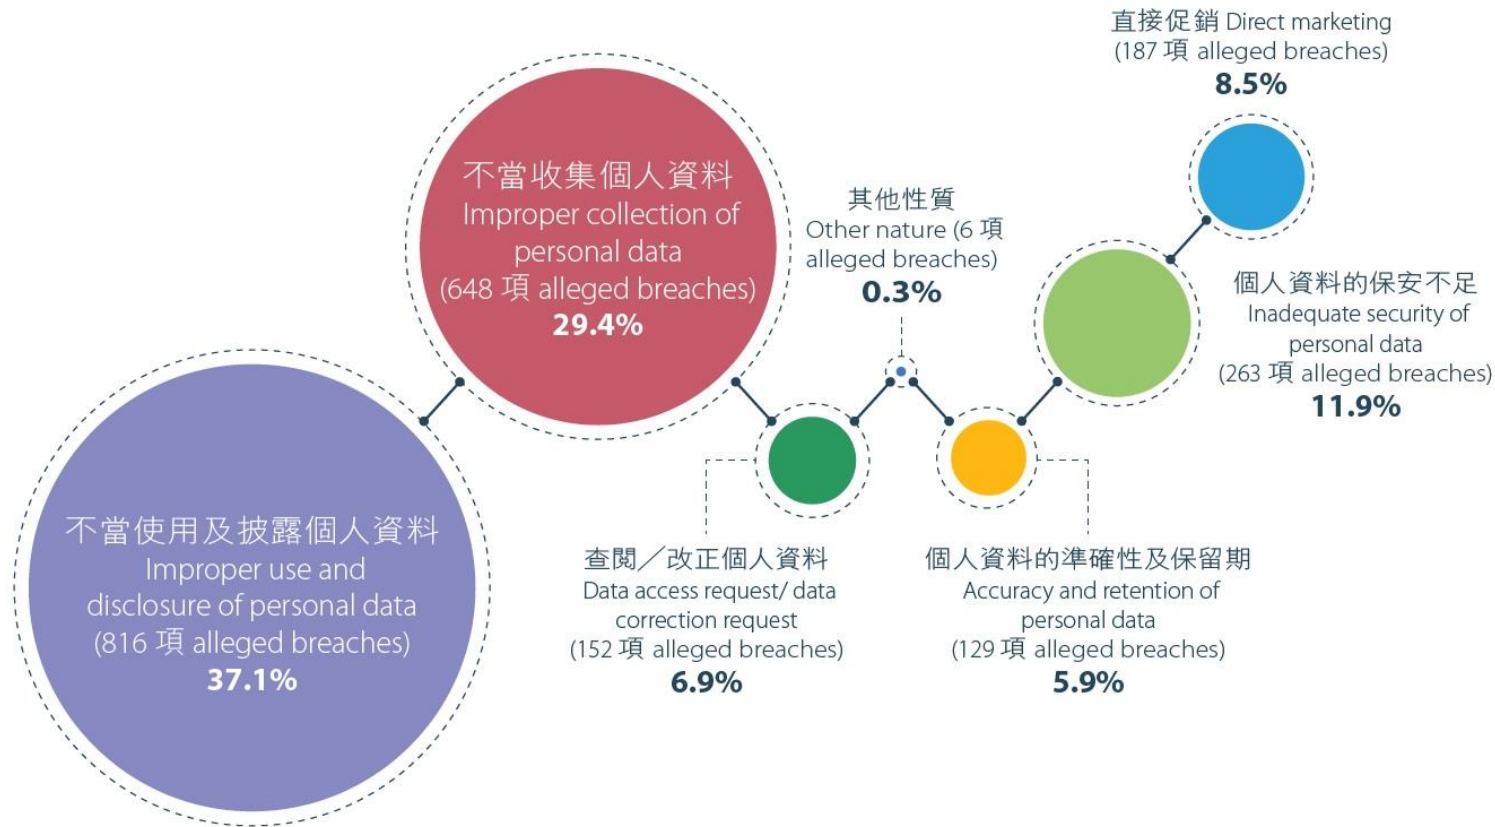 直接促銷 Direct marketing
(187 項 alleged breaches)
8.5%
不當收集個人資料
Improper collection of
personal data
(648 項 alleged breaches)
29.4%
其他性質
Other nature (6 項
alleged breaches)
0.3%
個人資料的保安不足
Inadequate security of
personal data
(263 項 alleged breaches)
11.9%
不當使用及披露個人資料
Improper use and
disclosure of personal data
(816 項 alleged breaches)
37.1%
查閱／改正個人資料
Data access request/ data
correction request
(152 項 alleged breaches)
6.9%
個人資料的準確性及保留期
Accuracy and retention of
personal data
(129 項 alleged breaches)
5.9%